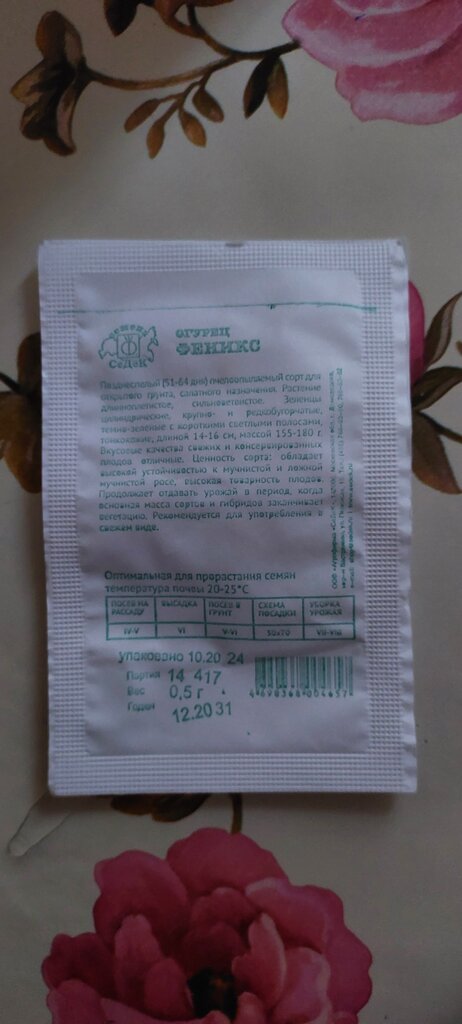 Семена
СеДеК
ОГУРЕЦ
ФЕНИКС
Позднеспелый (51-64 дня) пчелоопыляемый сорт для
открытого грунта, салатного назначения. Растение
длинноплетистое, сильноветвистое. Зеленцы
цилиндрические, крупно- и редкобугорчатые,
темно-зеленые с короткими светлыми полосами,
тонкокожие, длиной 14-16 см, массой 155-180 г.
Вкусовые качества свежих и консервированных
плодов отличные. Ценность сорта: обладает
высокой устойчивостью к мучнистой и ложной
мучнистой росе, высокая товарность плодов.
Продолжает отдавать урожай в период, когда
основная масса сортов и гибридов заканчивает
вегетацию. Рекомендуется для употребления в
свежем виде.
Оптимальная для прорастания семян
температура почвы 20-25°С
ПОСЕВ НА РАССАДУ ВЫСАДКА ПОСЕВ В ГРУНТ СХЕМА ПОСАДКИ УБОРКА УРОЖАЯ
IV-V VI V-VI 50x70 VII-VIII
упаковано 10.20 24
Партия 14 417
Вес 0,5 г
Годен 12.20 31
4 690368 004657